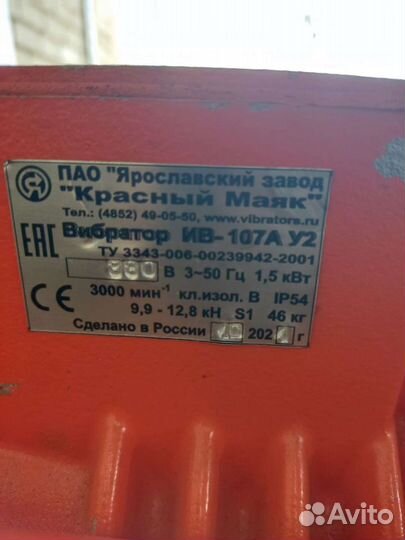 ПАО "Ярославский завод
"Красный Маяк"
Тел.: (4852) 49-05-50, www.vibrators.ru
Вибратор ИВ-107А У2
ТУ 3343-006-00239942-2001
380 В 3~50 Гц 1,5 кВт
3000 мин⁻¹ кл.изол. В IP54
9,9 - 12,8 кН S1 46 кг
Сделано в России 202 г
EAC
CE
Avito